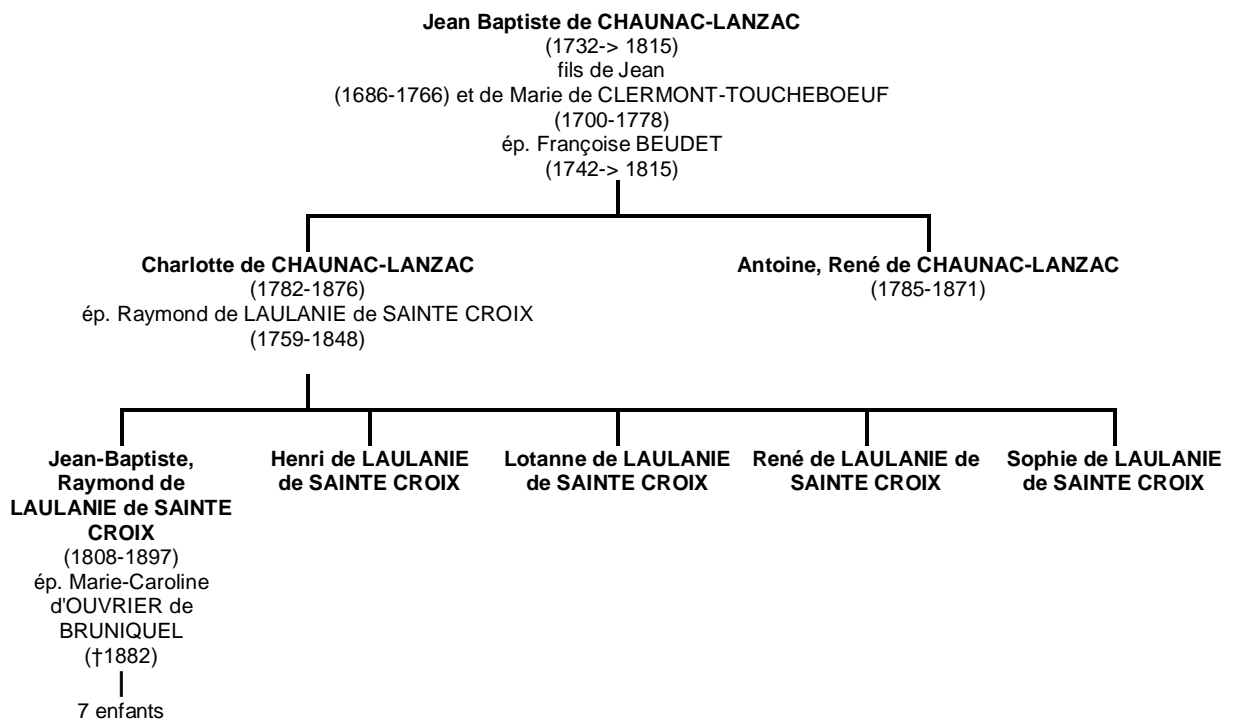 Jean Baptiste de CHAUNAC-LANZAC
(1732-> 1815)
fils de Jean
(1686-1766) et de Marie de CLERMONT-TOUCHEBOEUF
(1700-1778)
ép. Françoise BEUDET
(1742-> 1815)
Charlotte de CHAUNAC-LANZAC
(1782-1876)
ép. Raymond de LAULANIE de SAINTE CROIX
(1759-1848)
Antoine, René de CHAUNAC-LANZAC
(1785-1871)
Jean-Baptiste,
Raymond de
LAULANIE de SAINTE
CROIX
(1808-1897)
ép. Marie-Caroline
d'OUVRIER de
BRUNIQUEL
(†1882)
7 enfants
Henri de LAULANIE
de SAINTE CROIX
Lotanne de LAULANIE
de SAINTE CROIX
René de LAULANIE de
SAINTE CROIX
Sophie de LAULANIE
de SAINTE CROIX